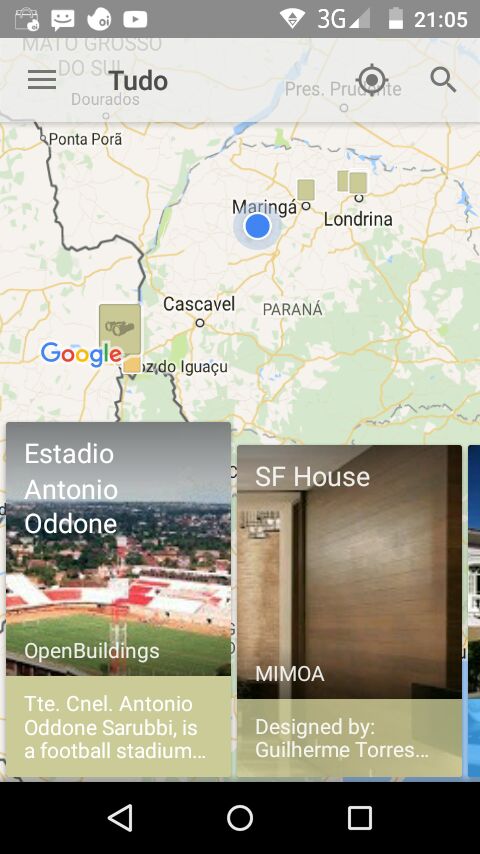 3G 21:05
MATO GROSSO
DO SUL
Tudo
Dourados
Pres. Prudente
Ponta Porã
Maringá
Londrina
Cascavel
PARANÁ
Google
oz do Iguaçu
Estadio
Antonio
Oddone
OpenBuildings
Tte. Cnel. Antonio
Oddone Sarubbi, is
a football stadium...
SF House
MIMOA
Designed by:
Guilherme Torres...